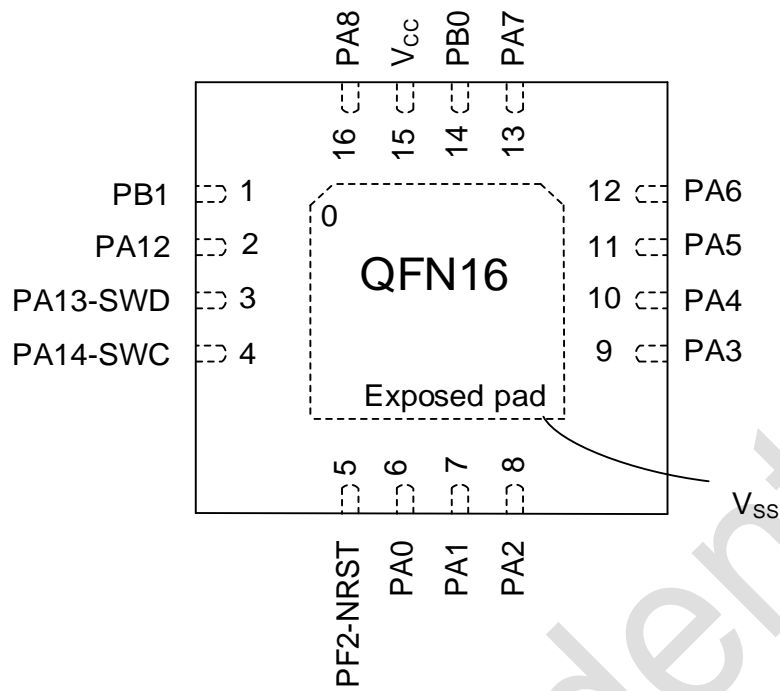 PA8 V_CC PB0 PA7
16 15 14 13
PB1 1
PA12 2
PA13-SWD 3
PA14-SWC 4
0
QFN16
Exposed pad
12 PA6
11 PA5
10 PA4
9 PA3
5 6 7 8
PF2-NRST PA0 PA1 PA2
V_SS